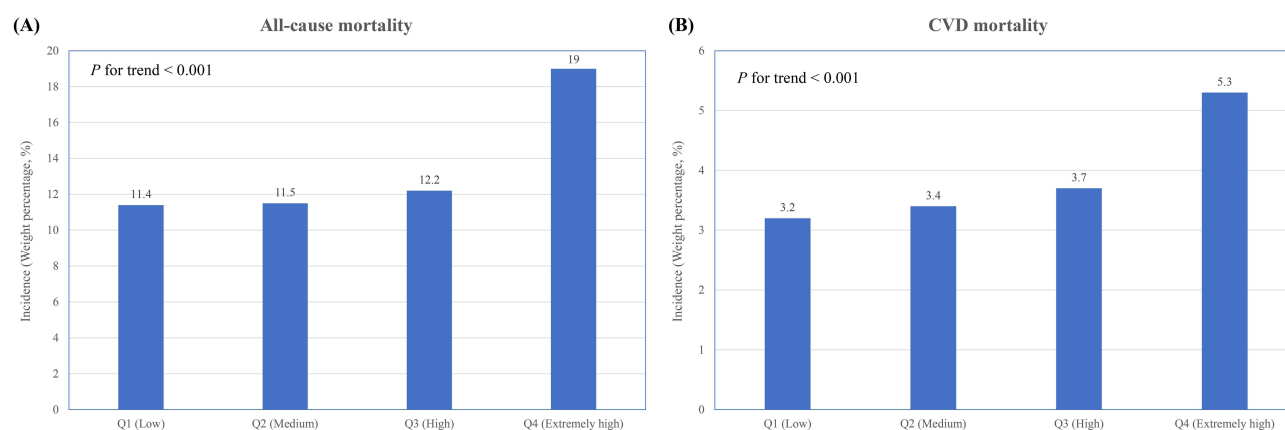 (A)
All-cause mortality
P for trend < 0.001
Incidence (Weight percentage, %)
20
18
16
14
12
10
8
6
4
2
0
11.4
11.5
12.2
19
Q1 (Low)
Q2 (Medium)
Q3 (High)
Q4 (Extremely high)
(B)
CVD mortality
P for trend < 0.001
Incidence (Weight percentage, %)
6
5
4
3
2
1
0
3.2
3.4
3.7
5.3
Q1 (Low)
Q2 (Medium)
Q3 (High)
Q4 (Extremely high)